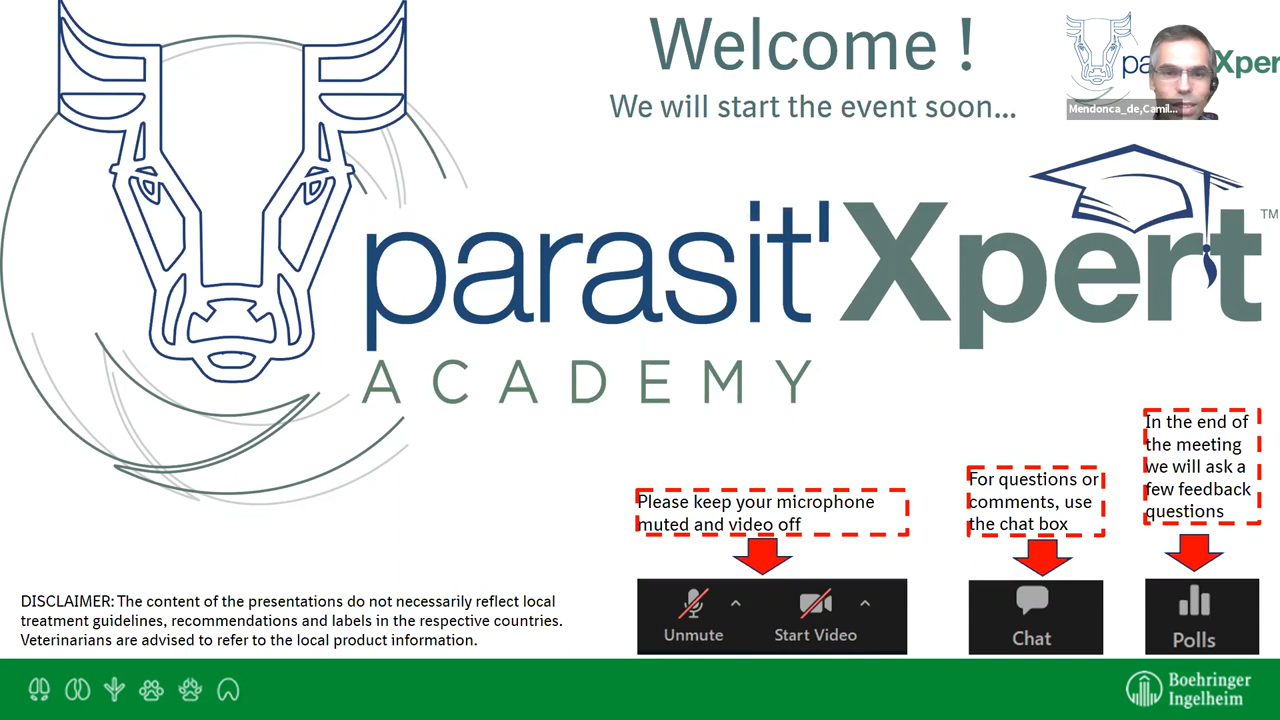 Welcome !
We will start the event soon...
Mendonca_de,Camil...
pa Xper
parasit'Xpert™
ACADEMY
Please keep your microphone
muted and video off
For questions or
comments, use
the chat box
In the end of
the meeting
we will ask a
few feedback
questions
Unmute
Start Video
Chat
Polls
DISCLAIMER: The content of the presentations do not necessarily reflect local
treatment guidelines, recommendations and labels in the respective countries.
Veterinarians are advised to refer to the local product information.
Boehringer
Ingelheim